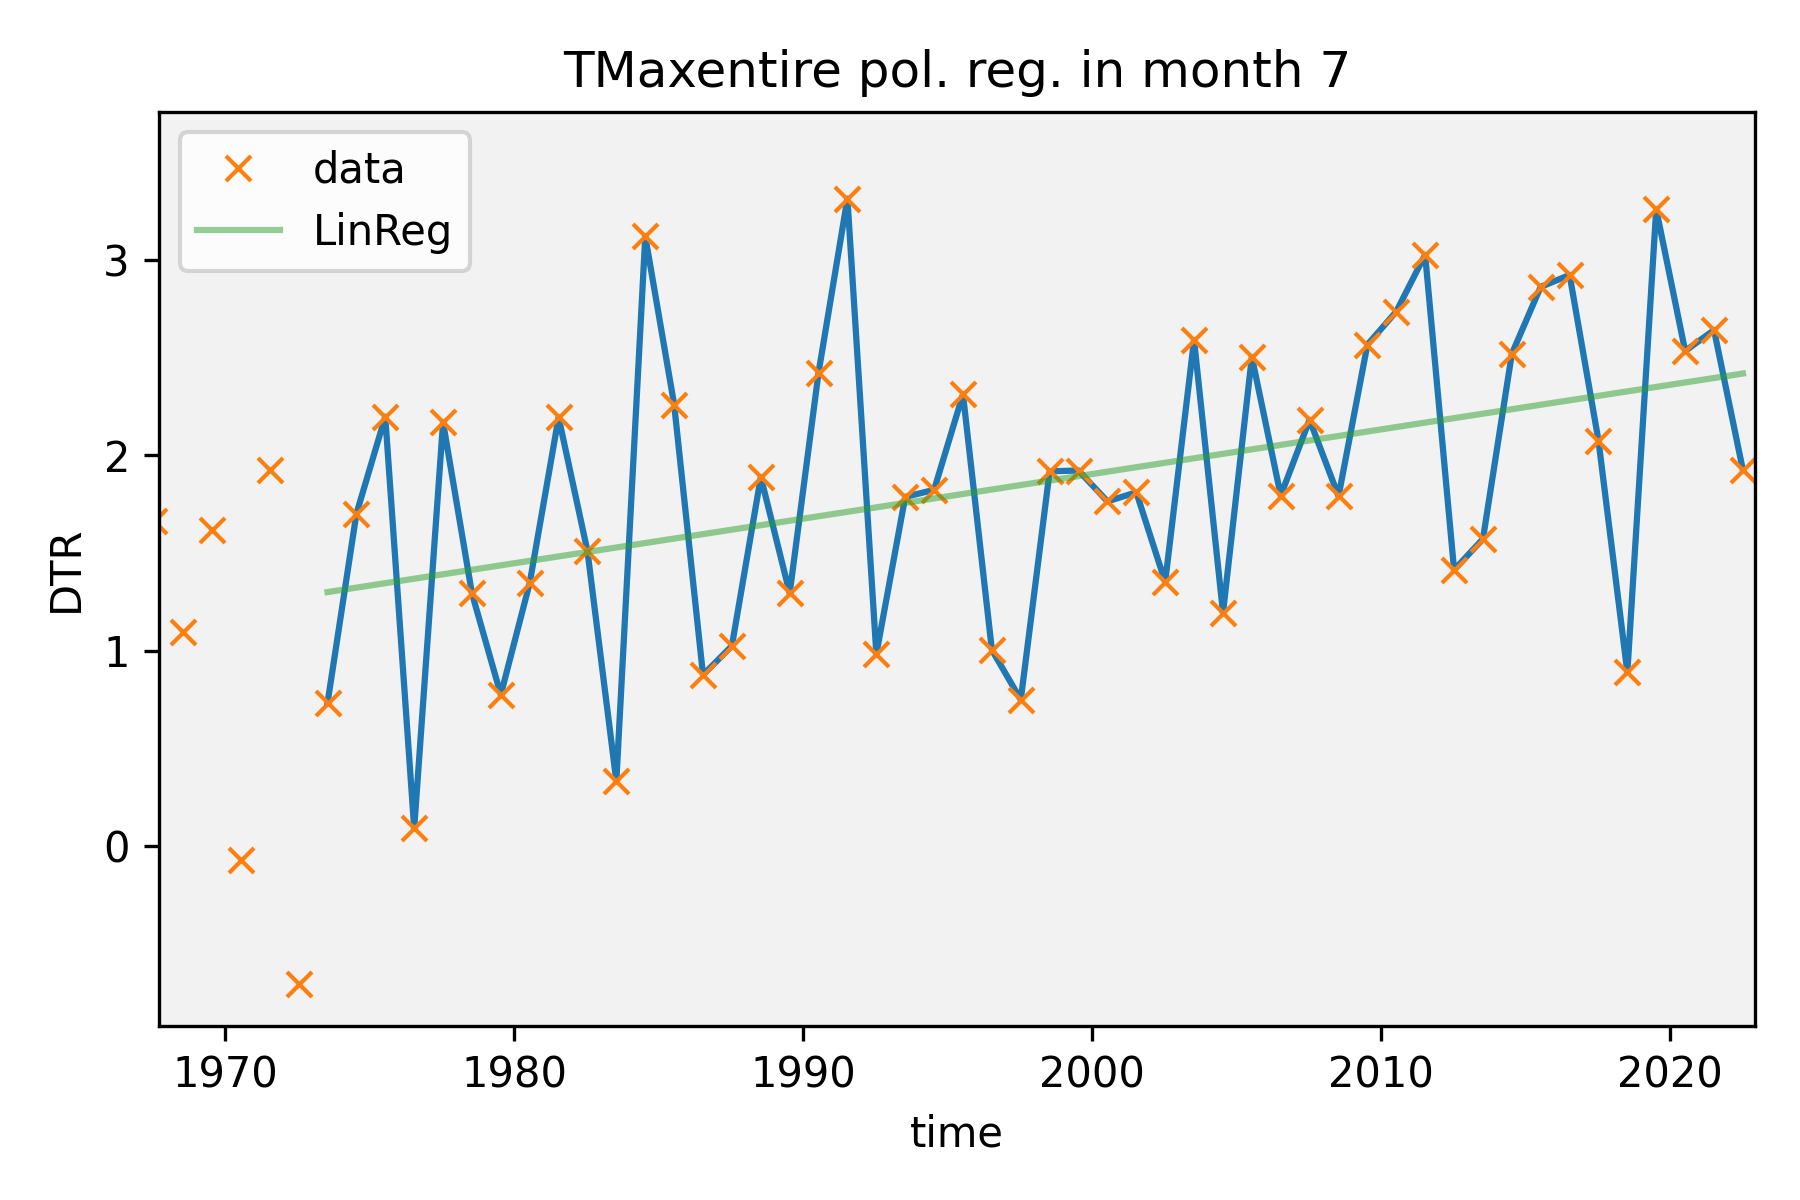 TMaxentire pol. reg. in month 7
data
LinReg
3
2
1
0
DTR
1970 1980 1990 2000 2010 2020
time